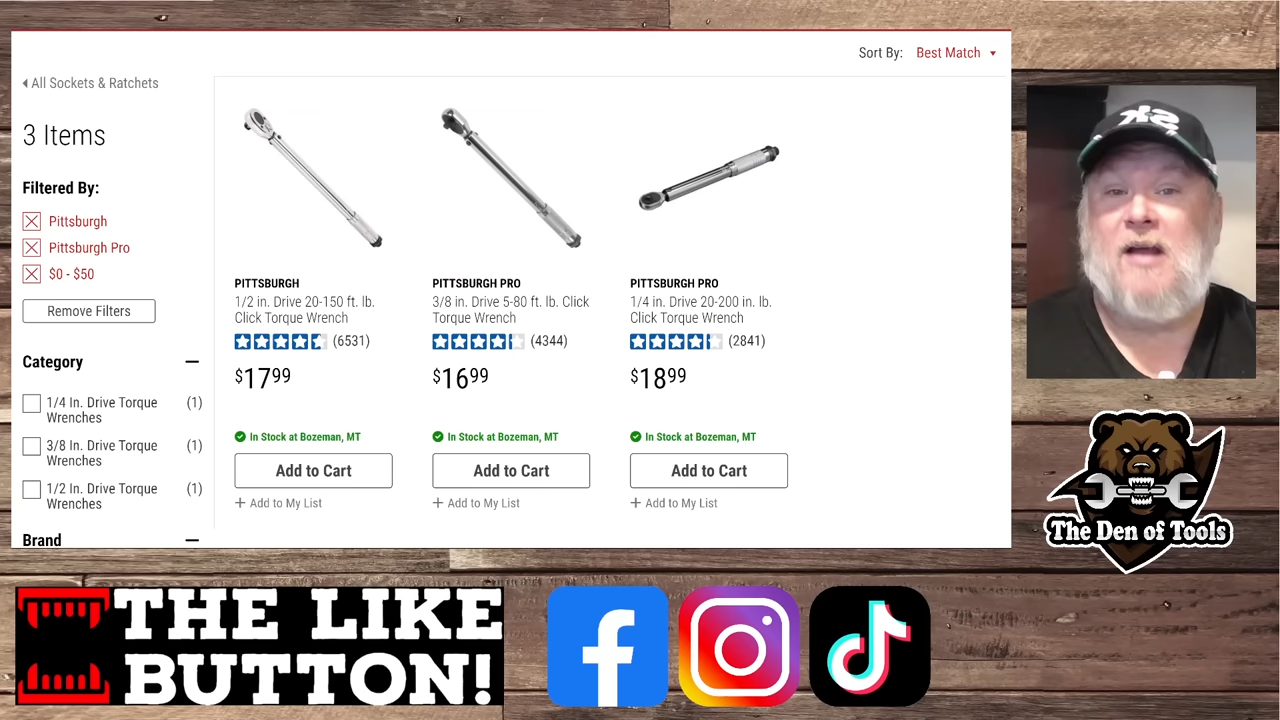 Sort By: Best Match
All Sockets & Ratchets
3 Items
Filtered By:
Pittsburgh
Pittsburgh Pro
$0 - $50
Remove Filters
Category
1/4 In. Drive Torque
Wrenches
(1)
3/8 In. Drive Torque
Wrenches
(1)
1/2 In. Drive Torque
Wrenches
(1)
Brand
PITTSBURGH
1/2 in. Drive 20-150 ft. lb.
Click Torque Wrench
(6531)
$17 99
In Stock at Bozeman, MT
Add to Cart
+ Add to My List
PITTSBURGH PRO
3/8 in. Drive 5-80 ft. lb. Click
Torque Wrench
(4344)
$16 99
In Stock at Bozeman, MT
Add to Cart
+ Add to My List
PITTSBURGH PRO
1/4 in. Drive 20-200 in. lb.
Click Torque Wrench
(2841)
$18 99
In Stock at Bozeman, MT
Add to Cart
+ Add to My List
SK
The Den of Tools
THE LIKE
BUTTON!